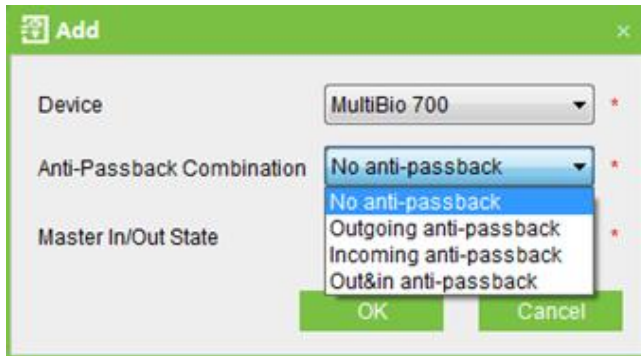 Add
Device MultiBio 700 *
Anti-Passback Combination No anti-passback *
No anti-passback
Master In/Out State Outgoing anti-passback *
Incoming anti-passback
Out&in anti-passback
OK Cancel